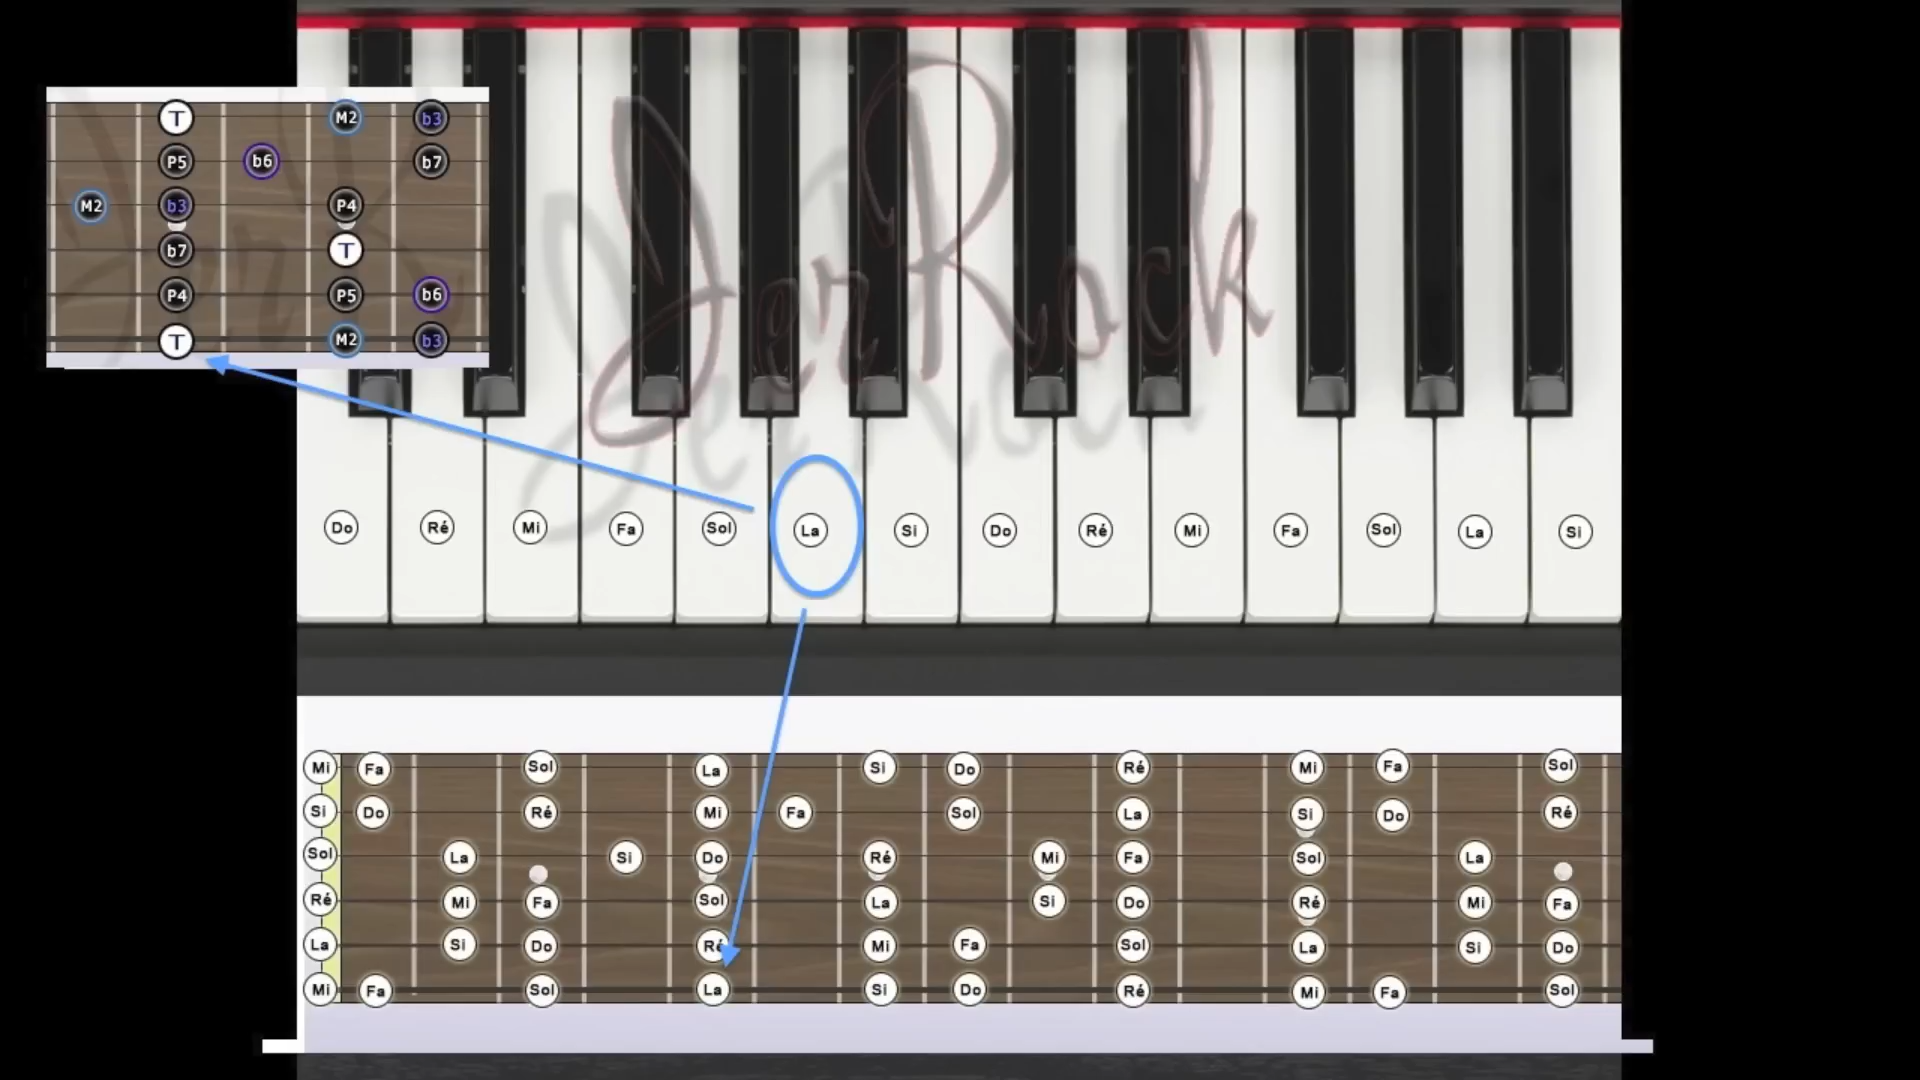 T M2 b3
P5 b6 b7
M2 b3 P4
b7 T
P4 P5 b6
T M2 b3
JerRock
JerRock
Do Ré Mi Fa Sol La Si Do Ré Mi Fa Sol La Si
Mi Fa Sol La Si Do Ré Mi Fa Sol
Si Do Ré Mi Fa Sol La Si Do Ré
Sol La Si Do Ré Mi Fa Sol La
Ré Mi Fa Sol La Si Do Ré Mi Fa
La Si Do Ré Mi Fa Sol La Si Do
Mi Fa Sol La Si Do Ré Mi Fa Sol